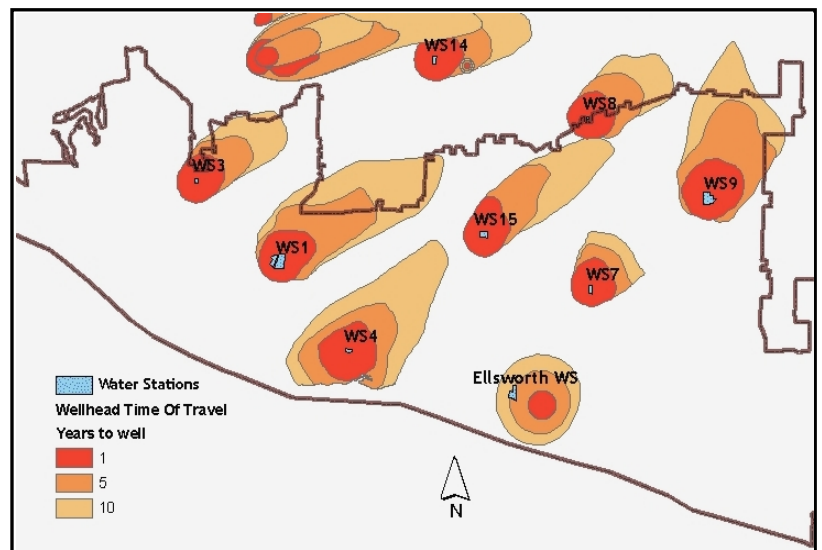 WS14
WS8
WS3
WS9
WS15
WS1
WS7
WS4
Ellsworth WS
Water Stations
Wellhead Time Of Travel
Years to well
1
5
10
N